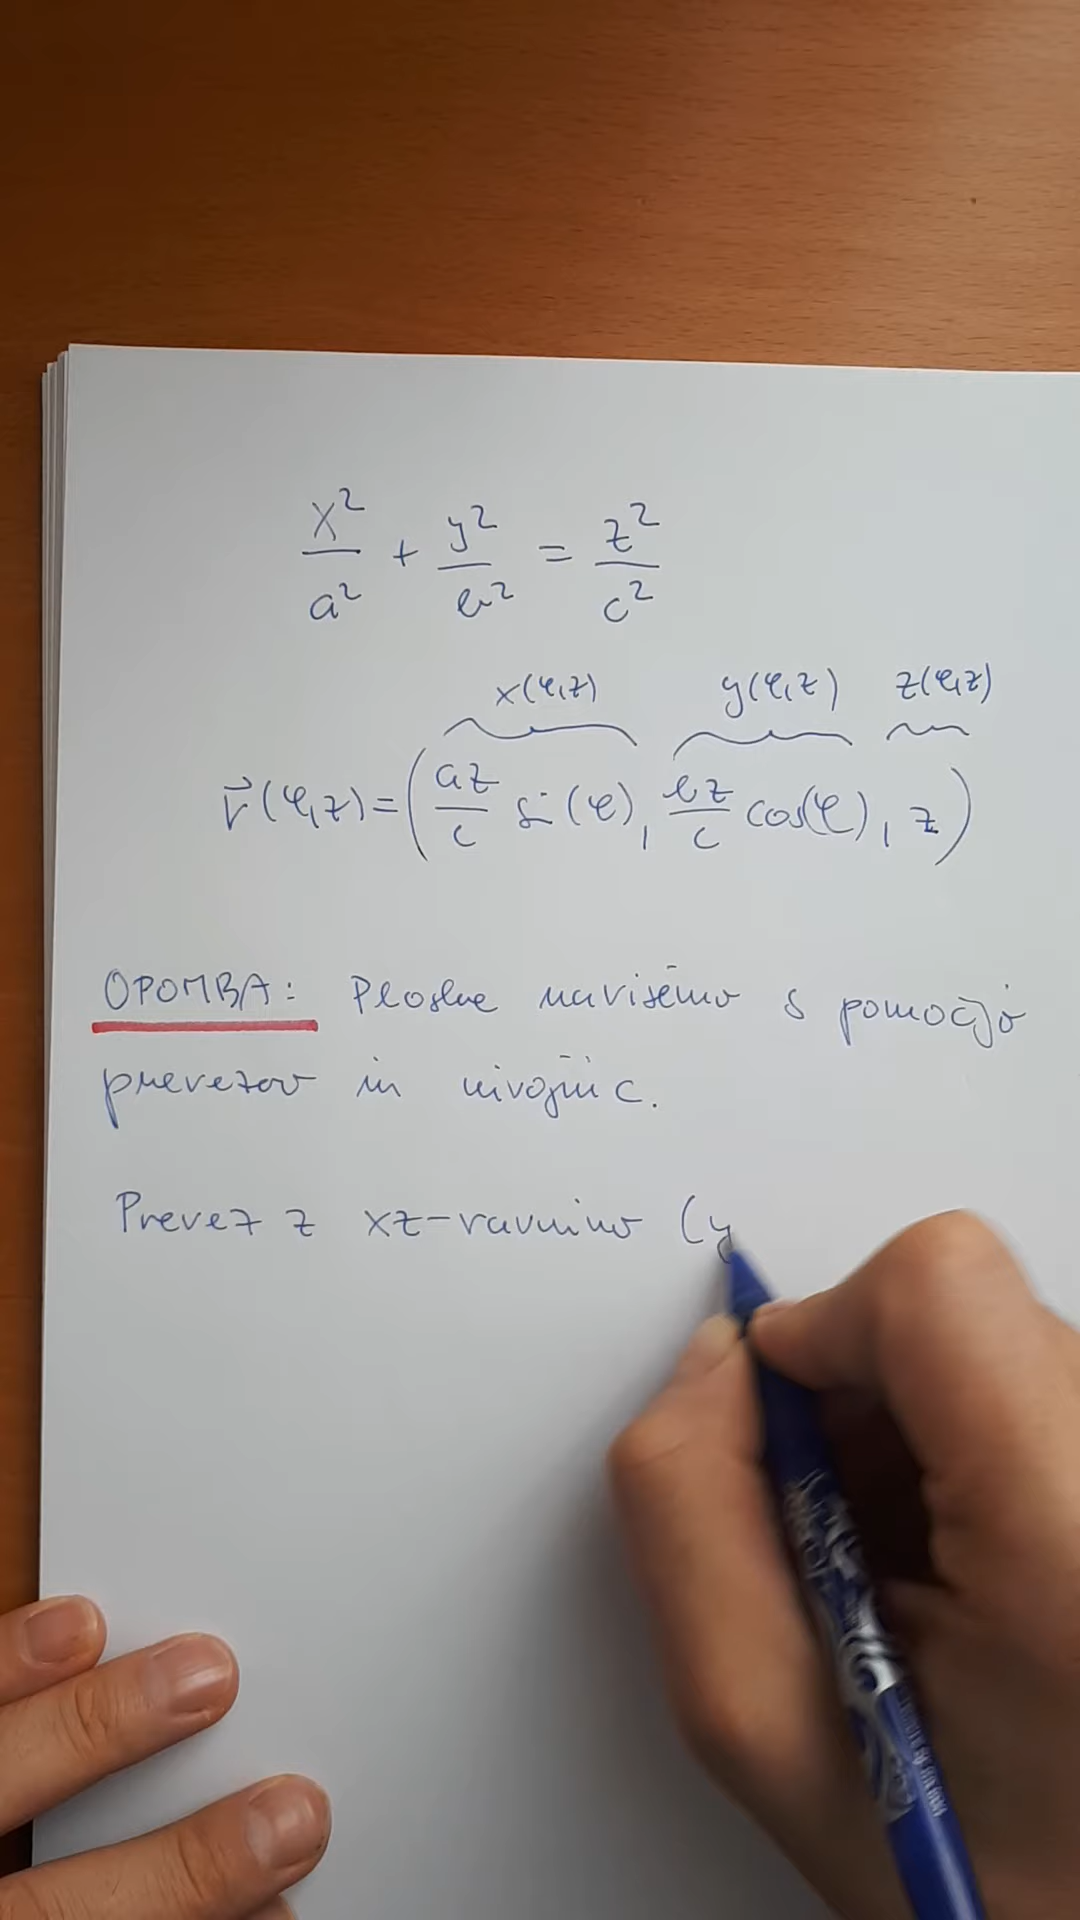 x²/a² + y²/b² = z²/c²
x(φ,z) y(φ,z) z(φ,z)
r⃗(φ,z)=(az/c sin(φ), bz/c cos(φ), z)
OPOMBA: Ploskve narišemo s pomočjo
prerezov in nivojnic.
Prerez z xz-ravnino (y